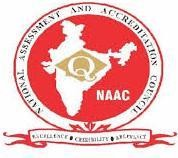 NATIONAL ASSESSMENT AND ACCREDITATION COUNCIL
Q
NAAC
EXCELLENCE • CREDIBILITY • RELEVANCE